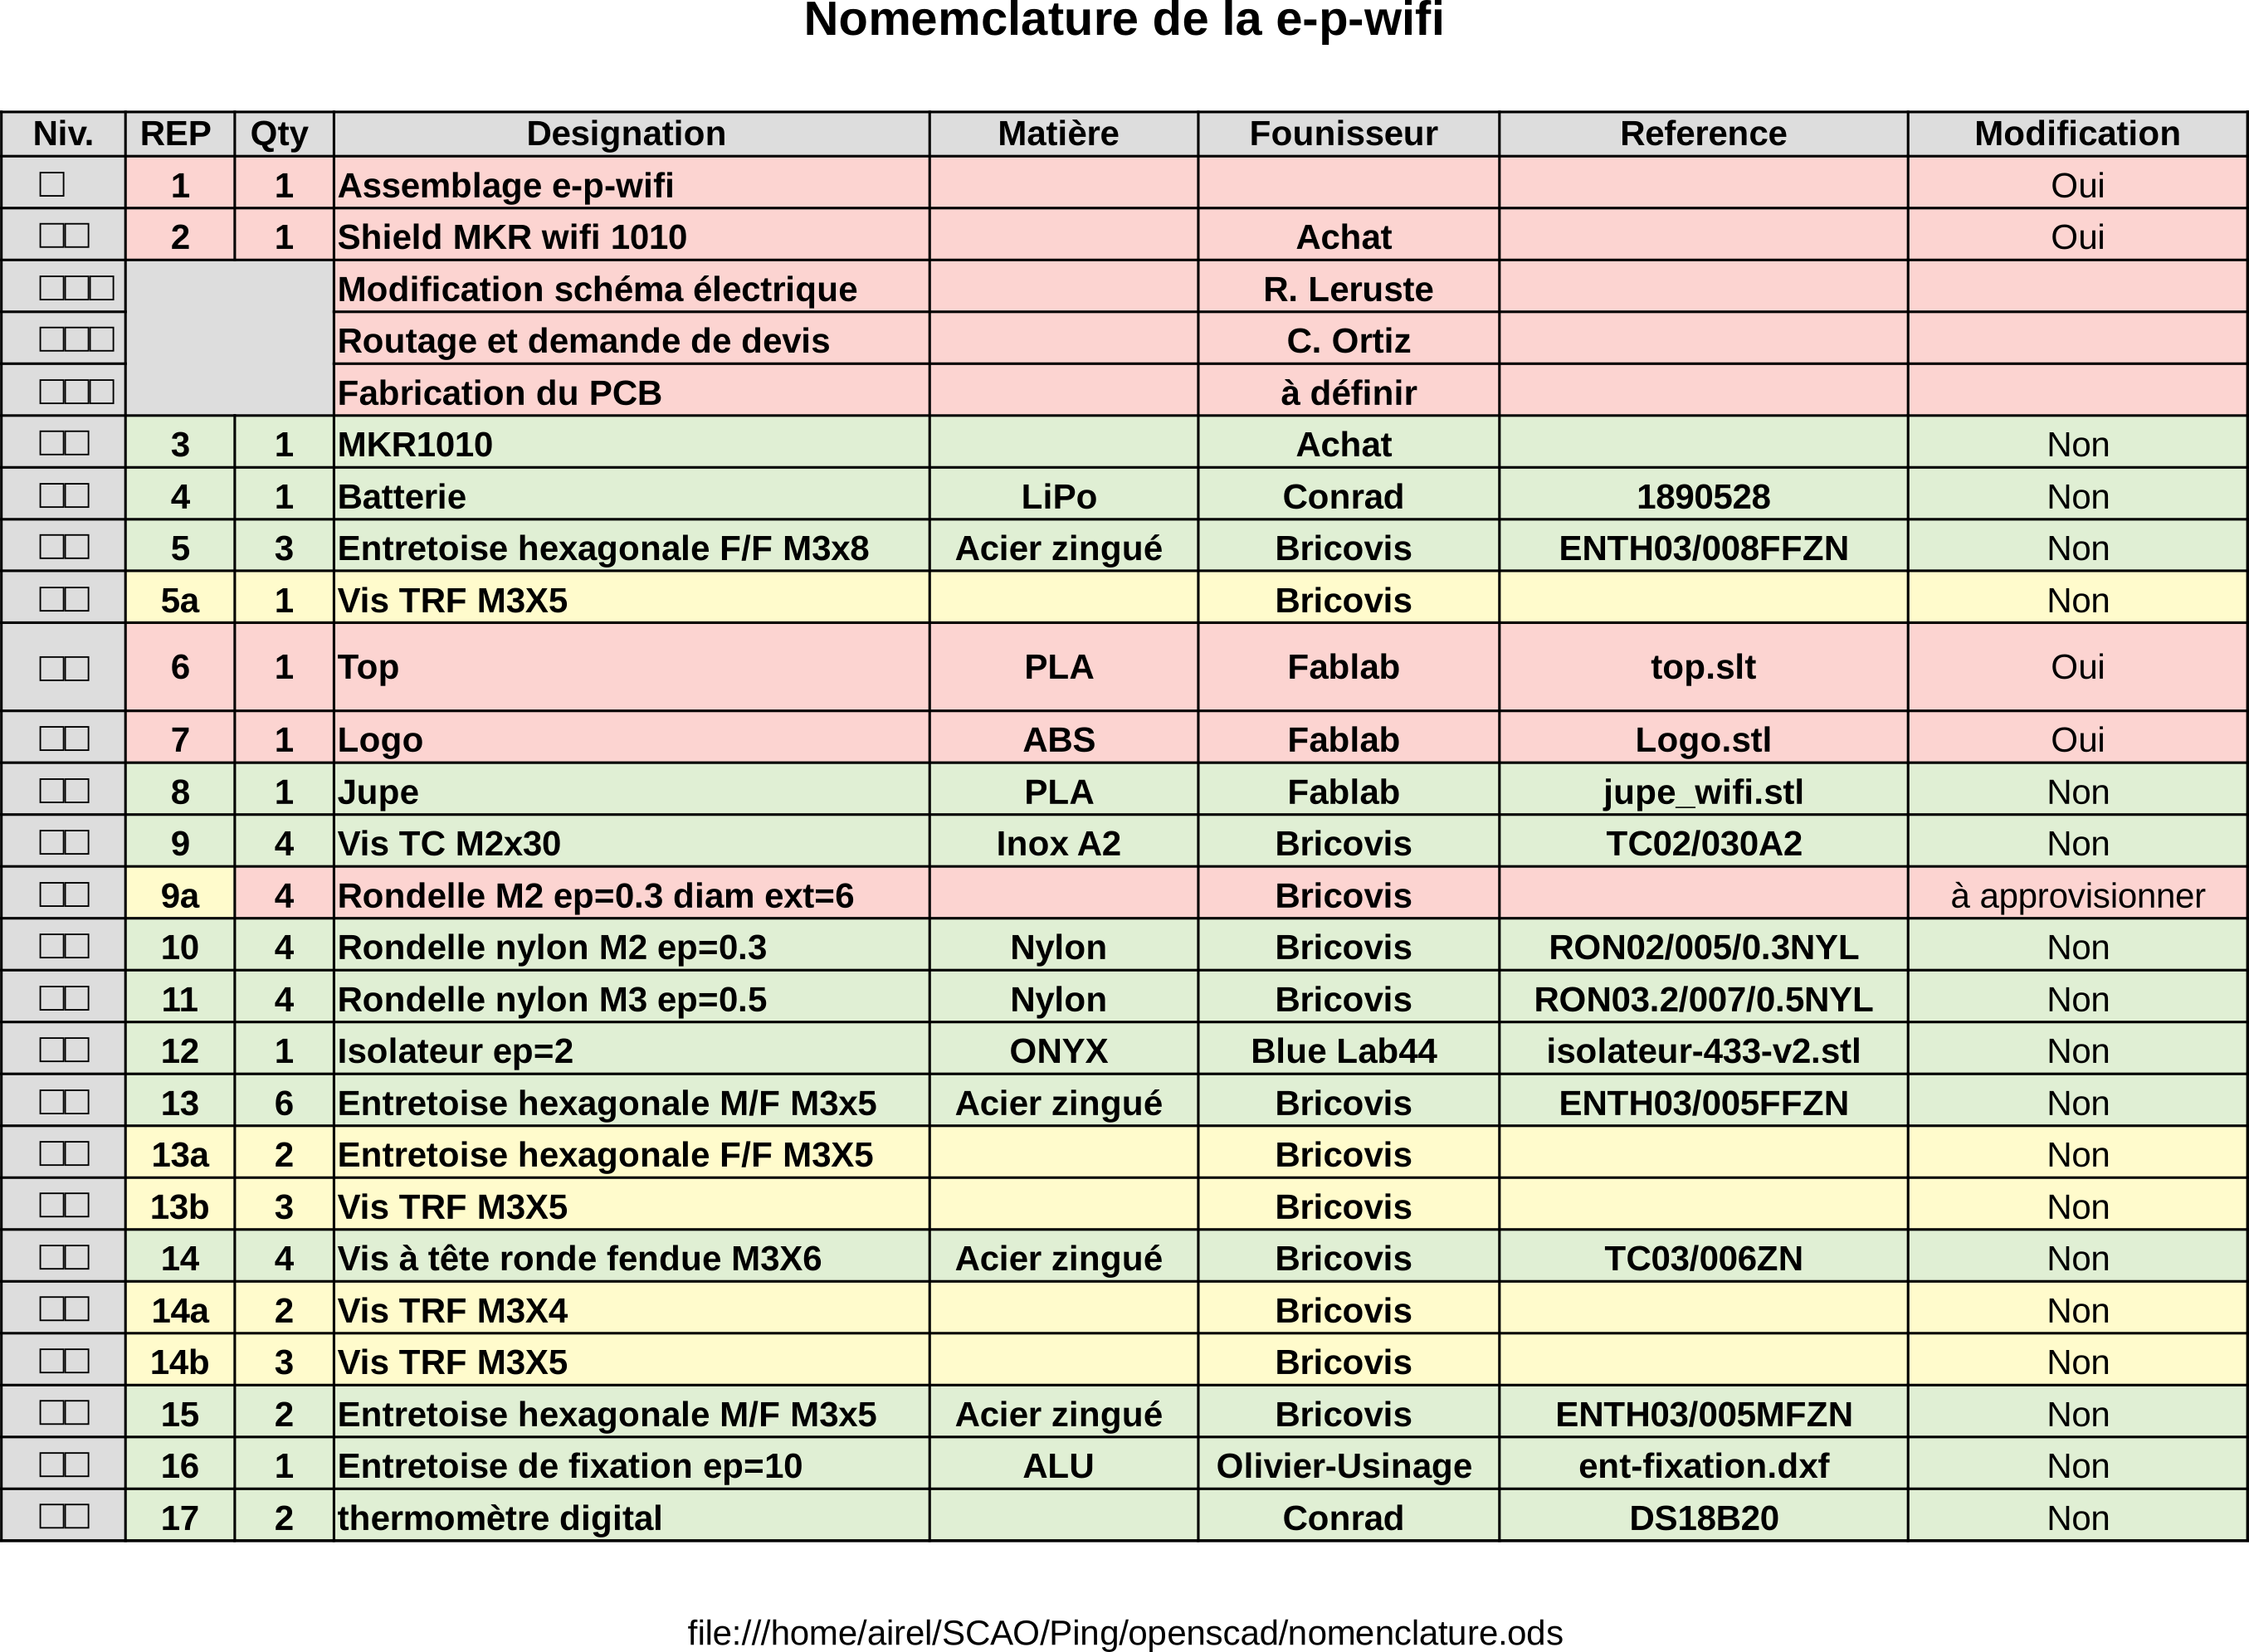 Nomemclature de la e-p-wifi
Niv. REP Qty Designation Matière Founisseur Reference Modification
□ 1 1 Assemblage e-p-wifi Oui
□□ 2 1 Shield MKR wifi 1010 Achat Oui
□□□ Modification schéma électrique R. Leruste
□□□ Routage et demande de devis C. Ortiz
□□□ Fabrication du PCB à définir
□□ 3 1 MKR1010 Achat Non
□□ 4 1 Batterie LiPo Conrad 1890528 Non
□□ 5 3 Entretoise hexagonale F/F M3x8 Acier zingué Bricovis ENTH03/008FFZN Non
□□ 5a 1 Vis TRF M3X5 Bricovis Non
□□ 6 1 Top PLA Fablab top.slt Oui
□□ 7 1 Logo ABS Fablab Logo.stl Oui
□□ 8 1 Jupe PLA Fablab jupe_wifi.stl Non
□□ 9 4 Vis TC M2x30 Inox A2 Bricovis TC02/030A2 Non
□□ 9a 4 Rondelle M2 ep=0.3 diam ext=6 Bricovis à approvisionner
□□ 10 4 Rondelle nylon M2 ep=0.3 Nylon Bricovis RON02/005/0.3NYL Non
□□ 11 4 Rondelle nylon M3 ep=0.5 Nylon Bricovis RON03.2/007/0.5NYL Non
□□ 12 1 Isolateur ep=2 ONYX Blue Lab44 isolateur-433-v2.stl Non
□□ 13 6 Entretoise hexagonale M/F M3x5 Acier zingué Bricovis ENTH03/005FFZN Non
□□ 13a 2 Entretoise hexagonale F/F M3X5 Bricovis Non
□□ 13b 3 Vis TRF M3X5 Bricovis Non
□□ 14 4 Vis à tête ronde fendue M3X6 Acier zingué Bricovis TC03/006ZN Non
□□ 14a 2 Vis TRF M3X4 Bricovis Non
□□ 14b 3 Vis TRF M3X5 Bricovis Non
□□ 15 2 Entretoise hexagonale M/F M3x5 Acier zingué Bricovis ENTH03/005MFZN Non
□□ 16 1 Entretoise de fixation ep=10 ALU Olivier-Usinage ent-fixation.dxf Non
□□ 17 2 thermomètre digital Conrad DS18B20 Non
file:///home/airel/SCAO/Ping/openscad/nomenclature.ods